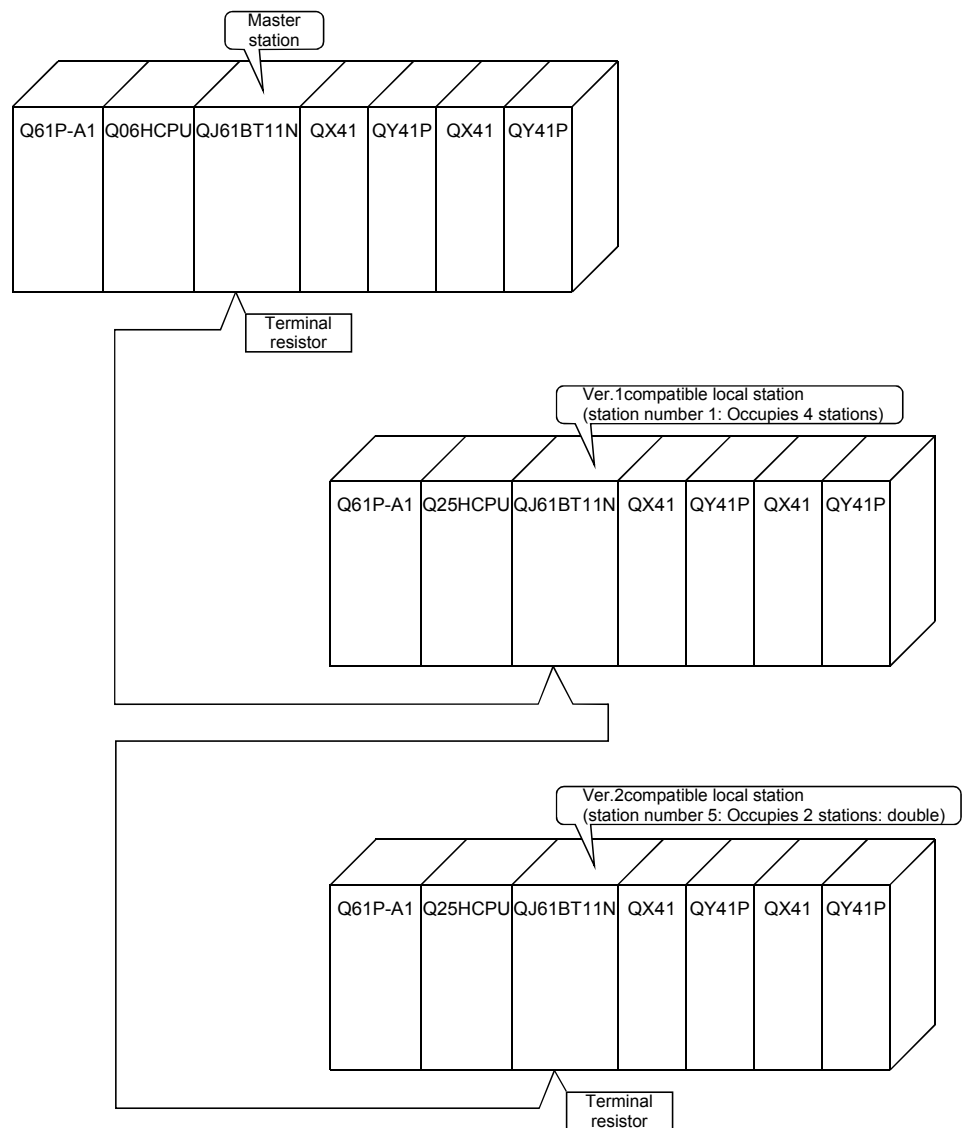 Master
station
Q61P-A1 Q06HCPU QJ61BT11N QX41 QY41P QX41 QY41P
Terminal
resistor
Ver.1compatible local station
(station number 1: Occupies 4 stations)
Q61P-A1 Q25HCPU QJ61BT11N QX41 QY41P QX41 QY41P
Ver.2compatible local station
(station number 5: Occupies 2 stations: double)
Q61P-A1 Q25HCPU QJ61BT11N QX41 QY41P QX41 QY41P
Terminal
resistor